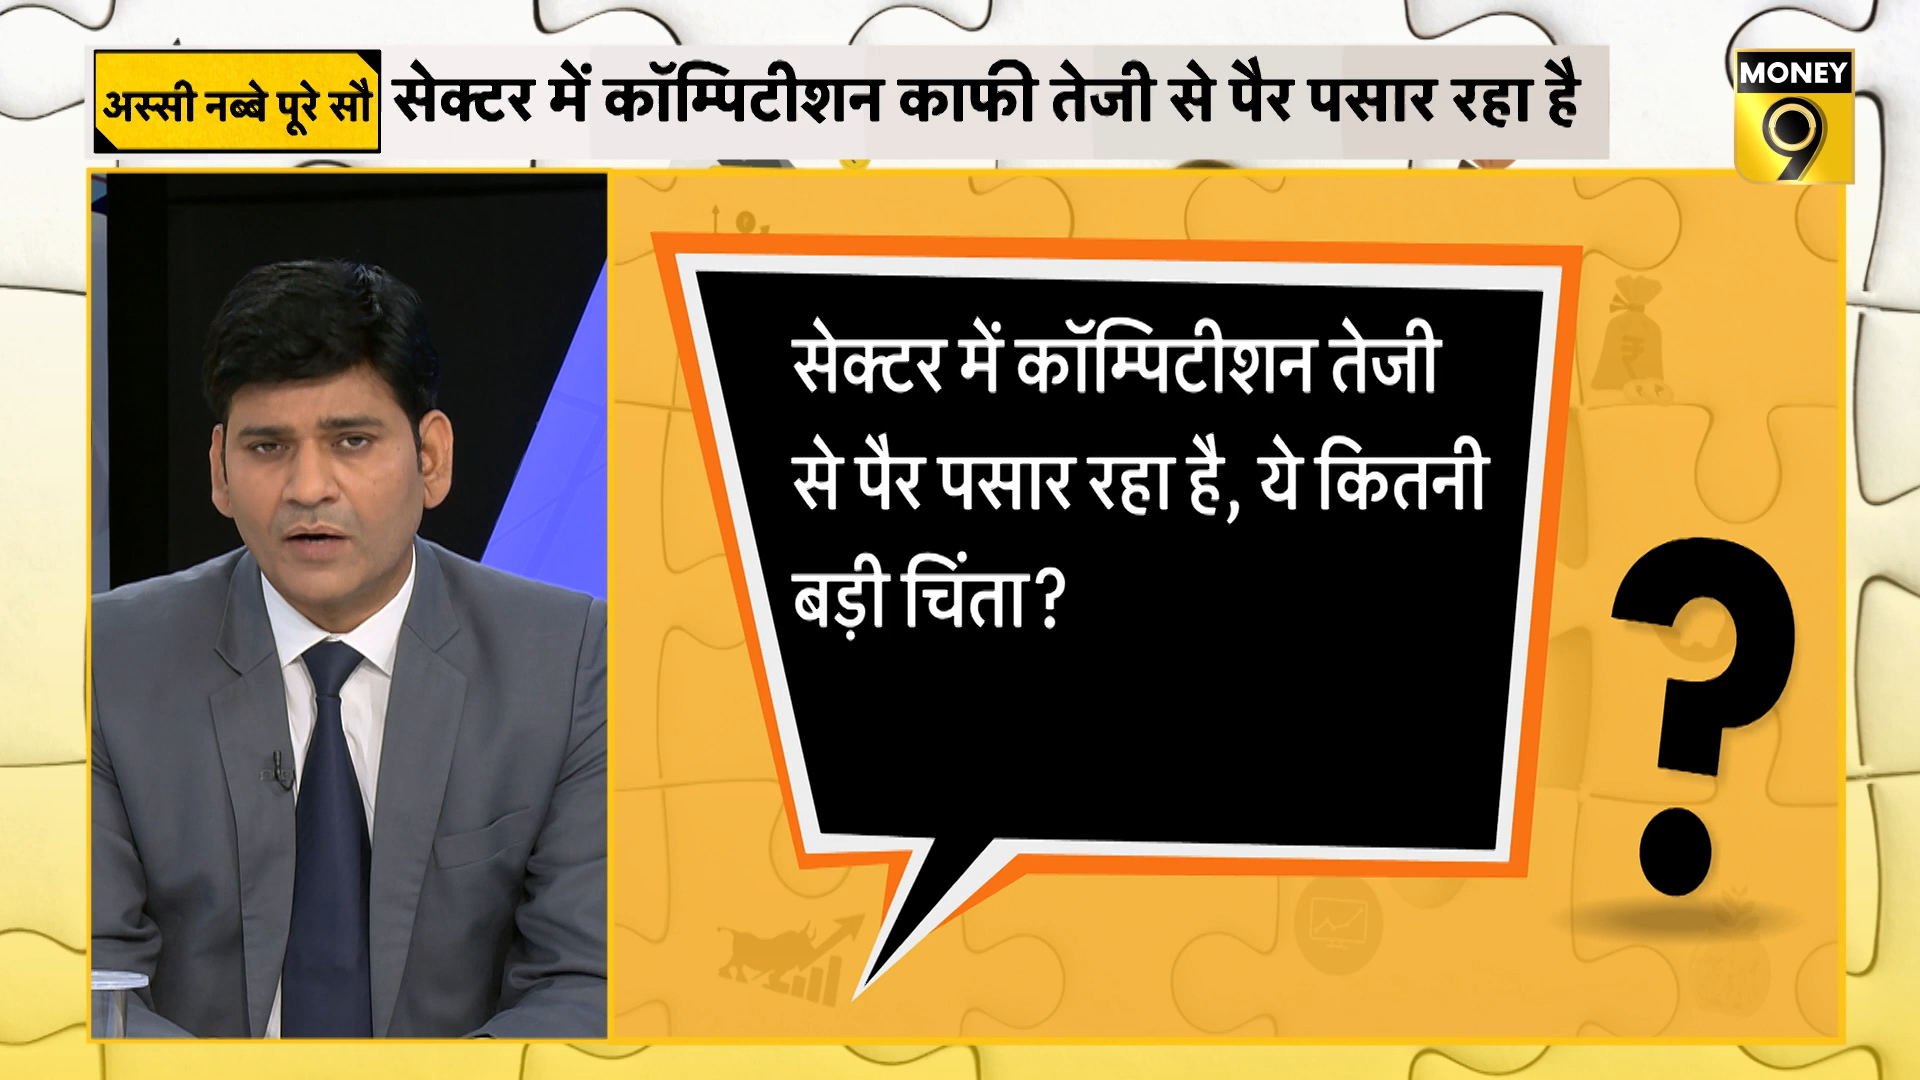 अस्सी नब्बे पूरे सौ
सेक्टर में कॉम्पिटीशन काफी तेजी से पैर पसार रहा है
MONEY
9
सेक्टर में कॉम्पिटीशन तेजी
से पैर पसार रहा है, ये कितनी
बड़ी चिंता?
?